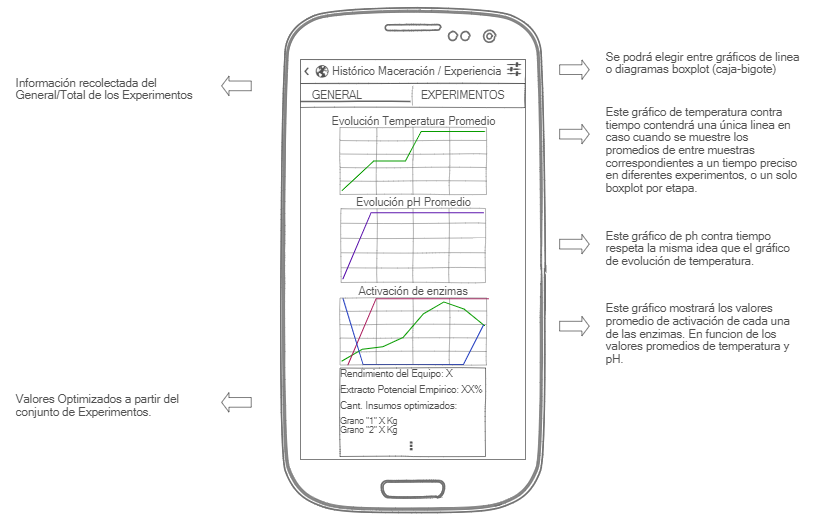 Información recolectada del
General/Total de los Experimentos
Valores Optimizados a partir del
conjunto de Experimentos.
‹ Histórico Maceración / Experiencia
GENERAL EXPERIMENTOS
Evolución Temperatura Promedio
Evolución pH Promedio
Activación de enzimas
Rendimiento del Equipo: X
Extracto Potencial Empirico: XX%
Cant. Insumos optimizados:
Grano "1" X Kg
Grano "2" X Kg
Se podrá elegir entre gráficos de linea
o diagramas boxplot (caja-bigote)
Este gráfico de temperatura contra
tiempo contendrá una única linea en
caso cuando se muestre los
promedios de entre muestras
correspondientes a un tiempo preciso
en diferentes experimentos, o un solo
boxplot por etapa.
Este gráfico de ph contra tiempo
respeta la misma idea que el gráfico
de evolución de temperatura.
Este gráfico mostrará los valores
promedio de activación de cada una
de las enzimas. En funcion de los
valores promedios de temperatura y
pH.